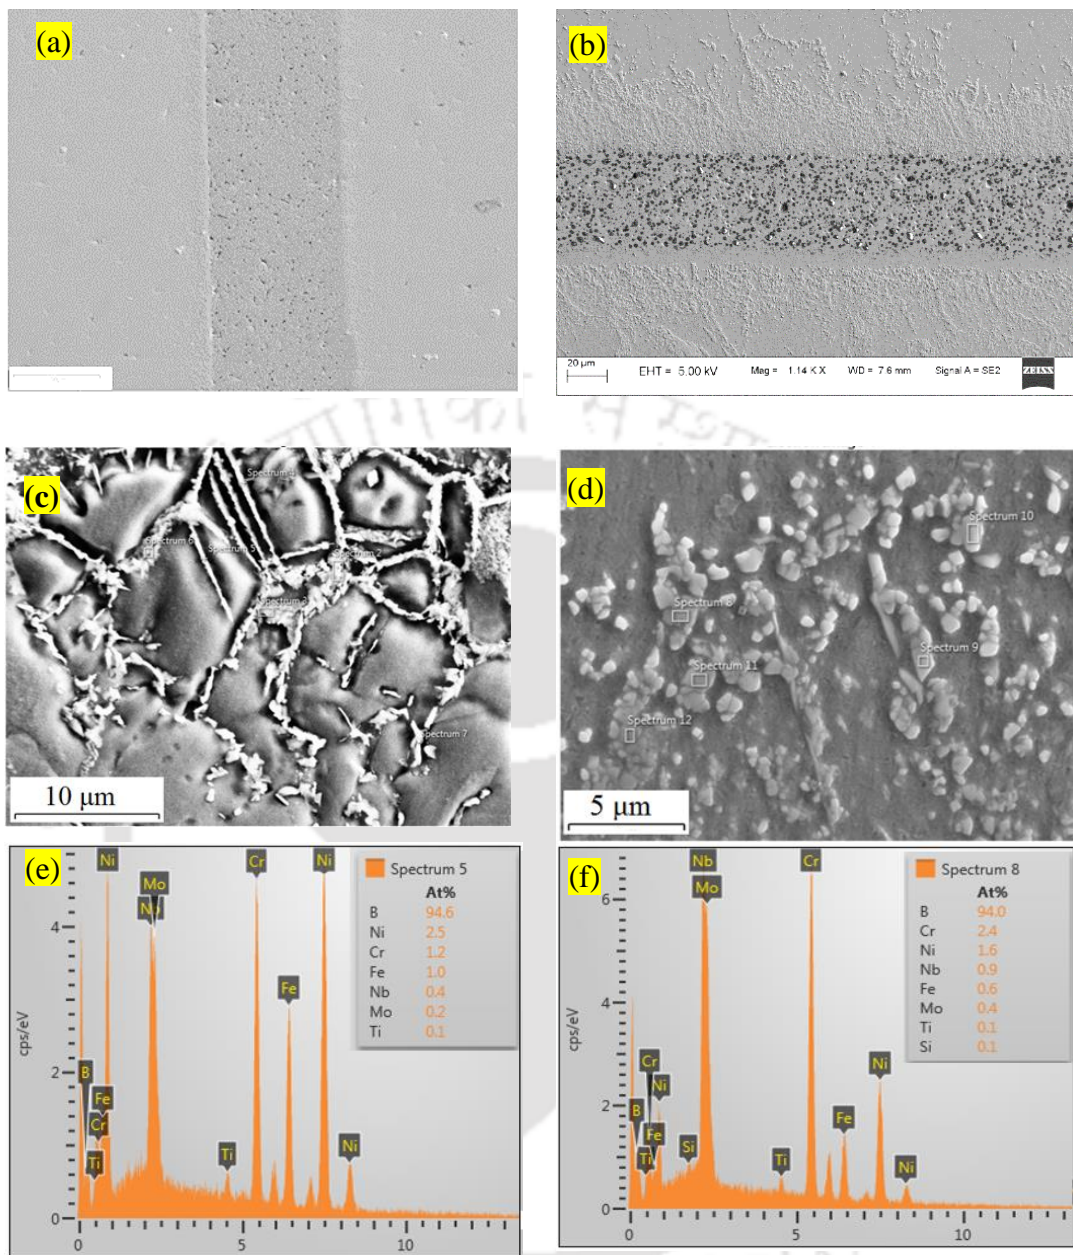 (a)
(b)
20 µm
EHT = 5.00 kV
Mag = 1.14 K X
WD = 7.6 mm
Signal A = SE2
ZEISS
(c)
Spectrum 4
Spectrum 6
Spectrum 5
Spectrum 2
Spectrum 3
Spectrum 7
10 µm
(d)
Spectrum 10
Spectrum 8
Spectrum 9
Spectrum 11
Spectrum 12
5 µm
(e)
Ni
Mo
Nb
Cr
Ni
Fe
B
Fe
Cr
Ti
Ti
Ni
Spectrum 5
At%
B 94.6
Ni 2.5
Cr 1.2
Fe 1.0
Nb 0.4
Mo 0.2
Ti 0.1
cps/eV
4
2
0
0 5 10
(f)
Nb
Mo
Cr
Cr
Ni
B
Fe
Ti
Si
Ti
Fe
Ni
Ni
Spectrum 8
At%
B 94.0
Cr 2.4
Ni 1.6
Nb 0.9
Fe 0.6
Mo 0.4
Ti 0.1
Si 0.1
cps/eV
6
4
2
0
0 5 10